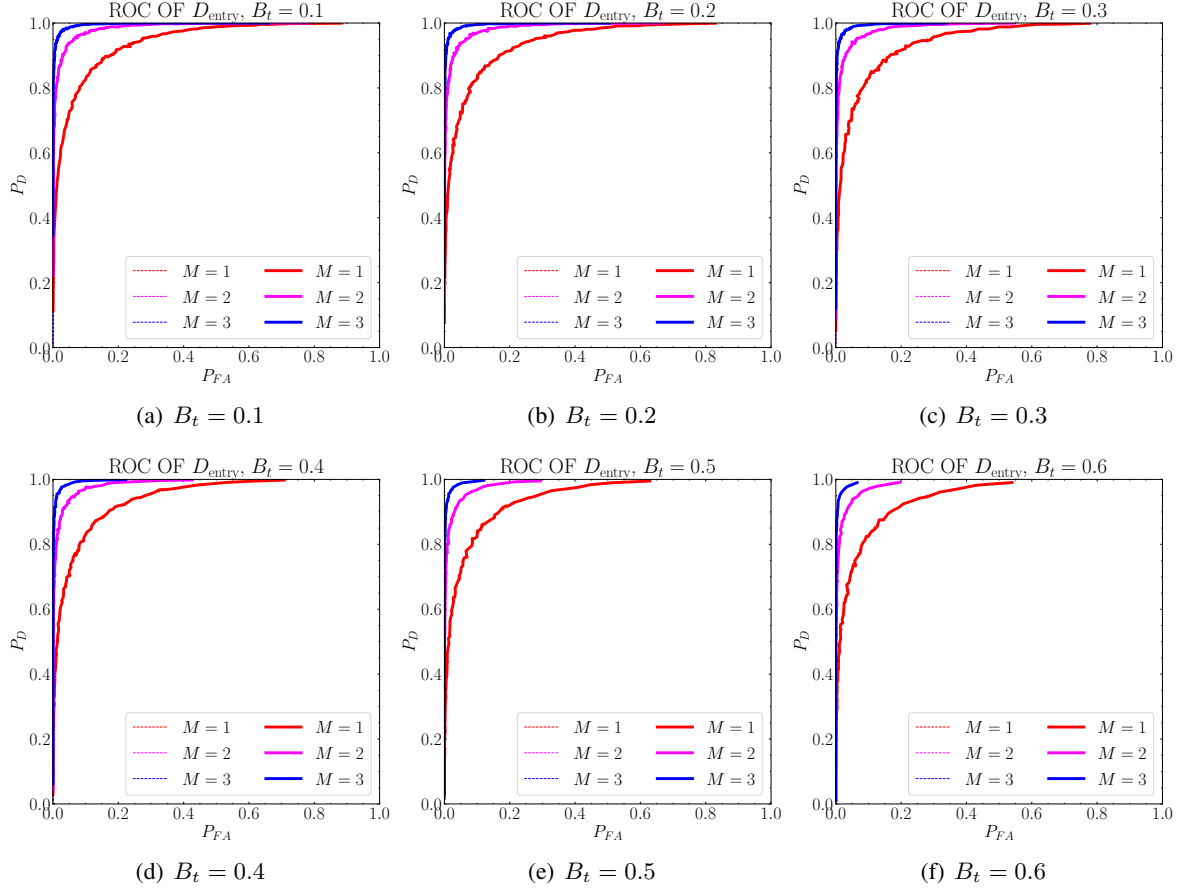 ROC OF D_entry, B_t = 0.1
1.0
0.8
0.6
0.4
0.2
0.0
P_D
M = 1 M = 1
M = 2 M = 2
M = 3 M = 3
0.0 0.2 0.4 0.6 0.8 1.0
P_FA
(a) B_t = 0.1
ROC OF D_entry, B_t = 0.2
1.0
0.8
0.6
0.4
0.2
0.0
P_D
M = 1 M = 1
M = 2 M = 2
M = 3 M = 3
0.0 0.2 0.4 0.6 0.8 1.0
P_FA
(b) B_t = 0.2
ROC OF D_entry, B_t = 0.3
1.0
0.8
0.6
0.4
0.2
0.0
P_D
M = 1 M = 1
M = 2 M = 2
M = 3 M = 3
0.0 0.2 0.4 0.6 0.8 1.0
P_FA
(c) B_t = 0.3
ROC OF D_entry, B_t = 0.4
1.0
0.8
0.6
0.4
0.2
0.0
P_D
M = 1 M = 1
M = 2 M = 2
M = 3 M = 3
0.0 0.2 0.4 0.6 0.8 1.0
P_FA
(d) B_t = 0.4
ROC OF D_entry, B_t = 0.5
1.0
0.8
0.6
0.4
0.2
0.0
P_D
M = 1 M = 1
M = 2 M = 2
M = 3 M = 3
0.0 0.2 0.4 0.6 0.8 1.0
P_FA
(e) B_t = 0.5
ROC OF D_entry, B_t = 0.6
1.0
0.8
0.6
0.4
0.2
0.0
P_D
M = 1 M = 1
M = 2 M = 2
M = 3 M = 3
0.0 0.2 0.4 0.6 0.8 1.0
P_FA
(f) B_t = 0.6